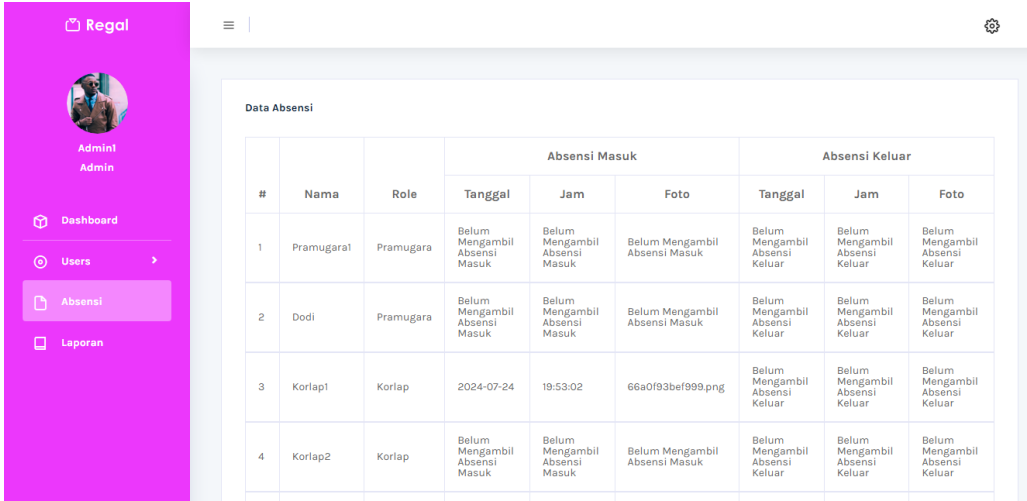 Regal
Admin1
Admin
Dashboard
Users
Absensi
Laporan
Data Absensi
Absensi Masuk Absensi Keluar
# Nama Role Tanggal Jam Foto Tanggal Jam Foto
1 Pramugara1 Pramugara Belum Mengambil Absensi Masuk Belum Mengambil Absensi Masuk Belum Mengambil Absensi Masuk Belum Mengambil Absensi Keluar Belum Mengambil Absensi Keluar Belum Mengambil Absensi Keluar
2 Dodi Pramugara Belum Mengambil Absensi Masuk Belum Mengambil Absensi Masuk Belum Mengambil Absensi Masuk Belum Mengambil Absensi Keluar Belum Mengambil Absensi Keluar Belum Mengambil Absensi Keluar
3 Korlap1 Korlap 2024-07-24 19:53:02 66a0f93bef999.png Belum Mengambil Absensi Keluar Belum Mengambil Absensi Keluar Belum Mengambil Absensi Keluar
4 Korlap2 Korlap Belum Mengambil Absensi Masuk Belum Mengambil Absensi Masuk Belum Mengambil Absensi Masuk Belum Mengambil Absensi Keluar Belum Mengambil Absensi Keluar Belum Mengambil Absensi Keluar